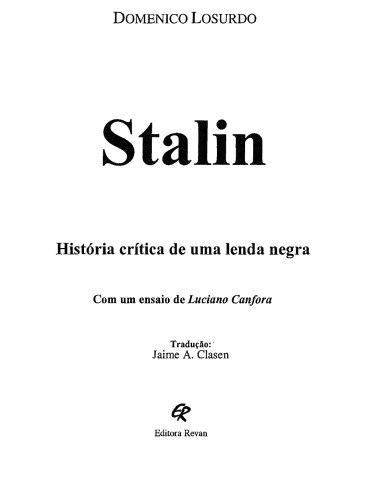 DOMENICO LOSURDO
Stalin
História crítica de uma lenda negra
Com um ensaio de Luciano Canfora
Tradução:
Jaime A. Clasen
ER
Editora Revan